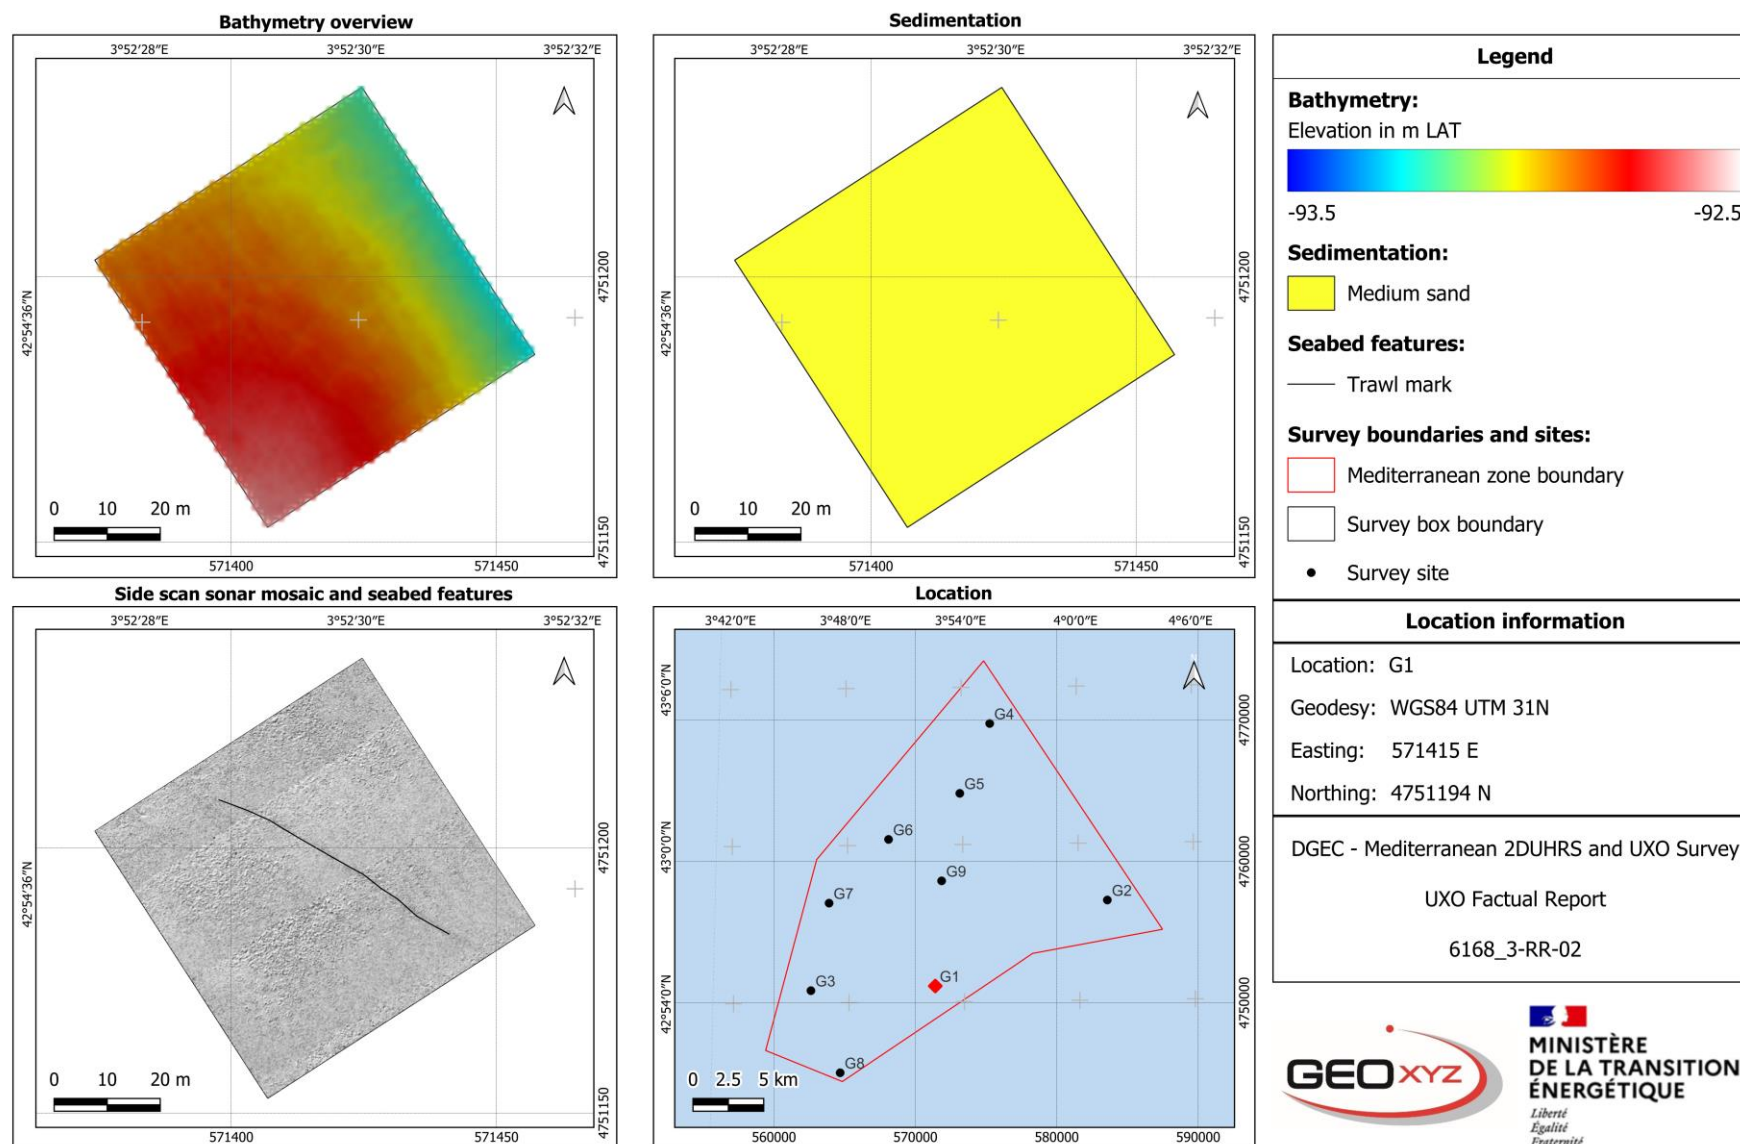 Bathymetry overview
3°52'28"E
3°52'30"E
3°52'32"E
42°54'36"N
4751200
4751150
0 10 20 m
571400
571450
Sedimentation
3°52'28"E
3°52'30"E
3°52'32"E
42°54'36"N
4751200
4751150
0 10 20 m
571400
571450
Side scan sonar mosaic and seabed features
3°52'28"E
3°52'30"E
3°52'32"E
42°54'36"N
4751200
4751150
0 10 20 m
571400
571450
Location
3°42'0"E
3°48'0"E
3°54'0"E
4°0'0"E
4°6'0"E
43°6'0"N
43°0'0"N
42°54'0"N
4770000
4760000
4750000
N
G4
G5
G6
G9
G2
G7
G1
G3
G8
0 2.5 5 km
560000
570000
580000
590000
Legend
Bathymetry:
Elevation in m LAT
-93.5
-92.5
Sedimentation:
Medium sand
Seabed features:
Trawl mark
Survey boundaries and sites:
Mediterranean zone boundary
Survey box boundary
Survey site
Location information
Location: G1
Geodesy: WGS84 UTM 31N
Easting: 571415 E
Northing: 4751194 N
DGEC - Mediterranean 2DUHRS and UXO Survey
UXO Factual Report
6168_3-RR-02
GEOXYZ
MINISTÈRE
DE LA TRANSITION
ÉNERGÉTIQUE
Liberté
Égalité
Fraternité